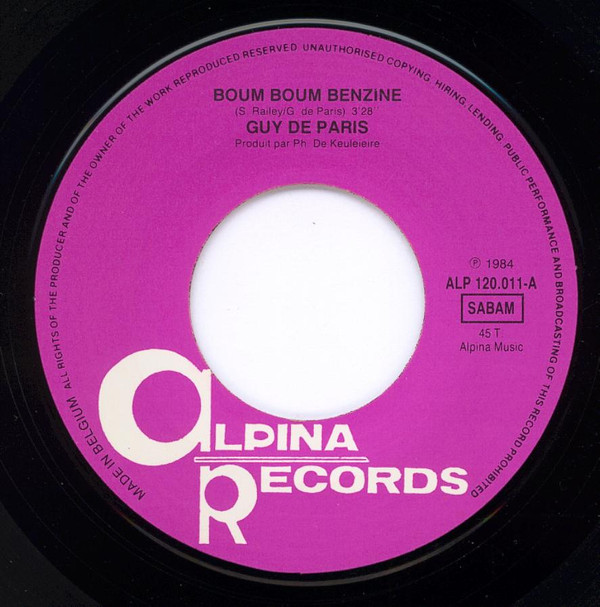 MADE IN BELGIUM ALL RIGHTS OF THE PRODUCER AND OF THE OWNER OF THE WORK REPRODUCED RESERVED UNAUTHORISED COPYING, HIRING, LENDING, PUBLIC PERFORMANCE AND BROADCASTING OF THIS RECORD PROHIBITED
BOUM BOUM BENZINE
(S. Railey/G. de Paris) 3'28''
GUY DE PARIS
Produit par Ph. De Keuleieire
Ⓟ 1984
ALP 120.011-A
SABAM
45 T
Alpina Music
aLPINA
RECORDS